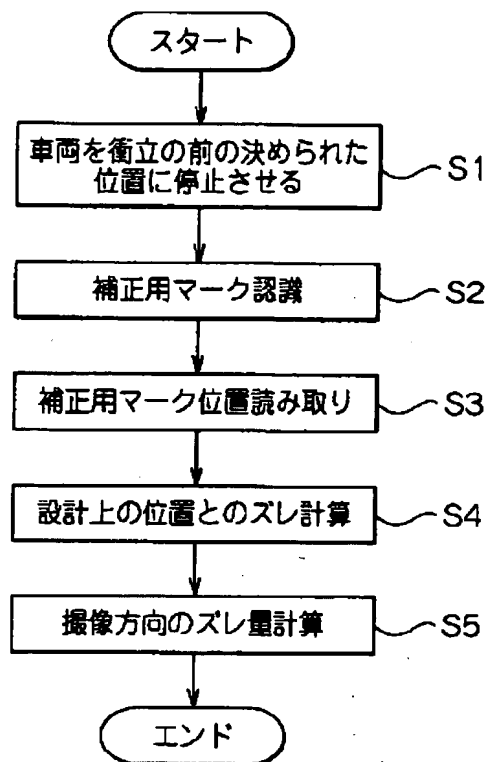 スタート
車両を衝立の前の決められた
位置に停止させる
S1
補正用マーク認識
S2
補正用マーク位置読み取り
S3
設計上の位置とのズレ計算
S4
撮像方向のズレ量計算
S5
エンド